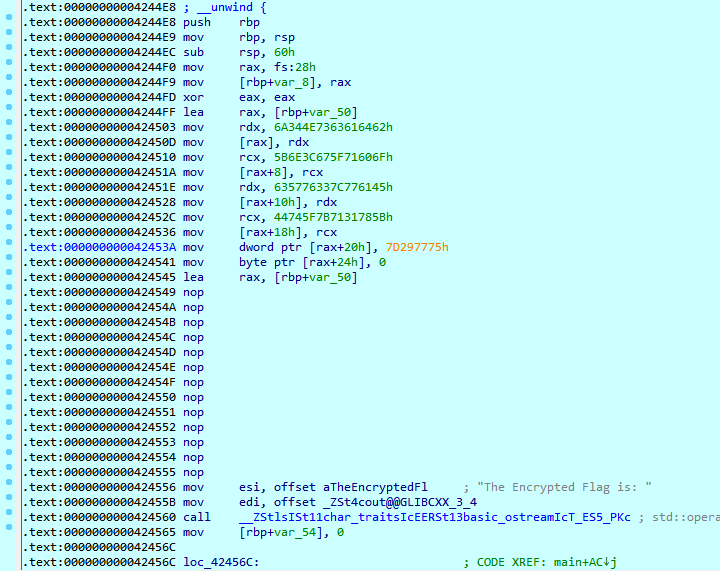 .text:00000000004244E8 ; __unwind {
.text:00000000004244E8 push rbp
.text:00000000004244E9 mov rbp, rsp
.text:00000000004244EC sub rsp, 60h
.text:00000000004244F0 mov rax, fs:28h
.text:00000000004244F9 mov [rbp+var_8], rax
.text:00000000004244FD xor eax, eax
.text:00000000004244FF lea rax, [rbp+var_50]
.text:0000000000424503 mov rdx, 6A344E7363616462h
.text:000000000042450D mov [rax], rdx
.text:0000000000424510 mov rcx, 5B6E3C675F71606Fh
.text:000000000042451A mov [rax+8], rcx
.text:000000000042451E mov rdx, 635776337C776145h
.text:0000000000424528 mov [rax+10h], rdx
.text:000000000042452C mov rcx, 44745F7B7131785Bh
.text:0000000000424536 mov [rax+18h], rcx
.text:000000000042453A mov dword ptr [rax+20h], 7D297775h
.text:0000000000424541 mov byte ptr [rax+24h], 0
.text:0000000000424545 lea rax, [rbp+var_50]
.text:0000000000424549 nop
.text:000000000042454A nop
.text:000000000042454B nop
.text:000000000042454C nop
.text:000000000042454D nop
.text:000000000042454E nop
.text:000000000042454F nop
.text:0000000000424550 nop
.text:0000000000424551 nop
.text:0000000000424552 nop
.text:0000000000424553 nop
.text:0000000000424554 nop
.text:0000000000424555 nop
.text:0000000000424556 mov esi, offset aTheEncryptedFl ; "The Encrypted Flag is: "
.text:000000000042455B mov edi, offset _ZSt4cout@@GLIBCXX_3_4
.text:0000000000424560 call __ZStlsISt11char_traitsIcEERSt13basic_ostreamIcT_ES5_PKc ; std::opera
.text:0000000000424565 mov [rbp+var_54], 0
.text:000000000042456C
.text:000000000042456C loc_42456C: ; CODE XREF: main+AC↓j